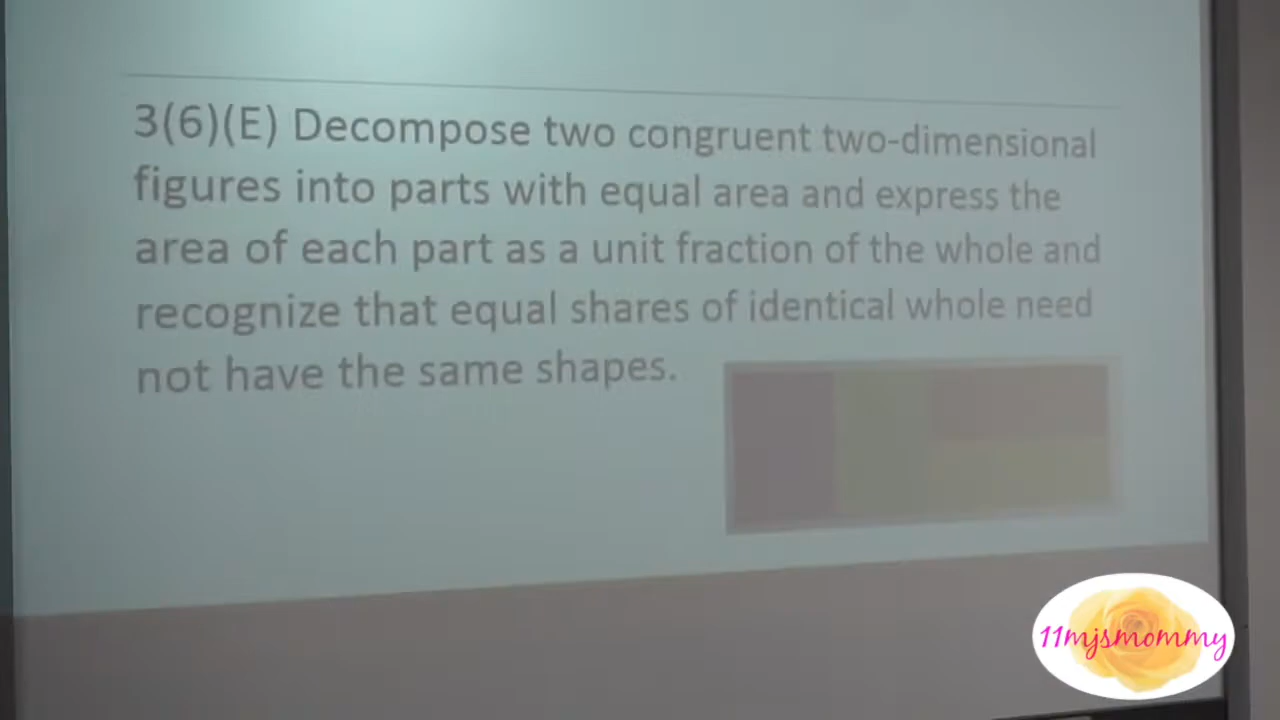 3(6)(E) Decompose two congruent two-dimensional
figures into parts with equal area and express the
area of each part as a unit fraction of the whole and
recognize that equal shares of identical whole need
not have the same shapes.
11mjsmommy